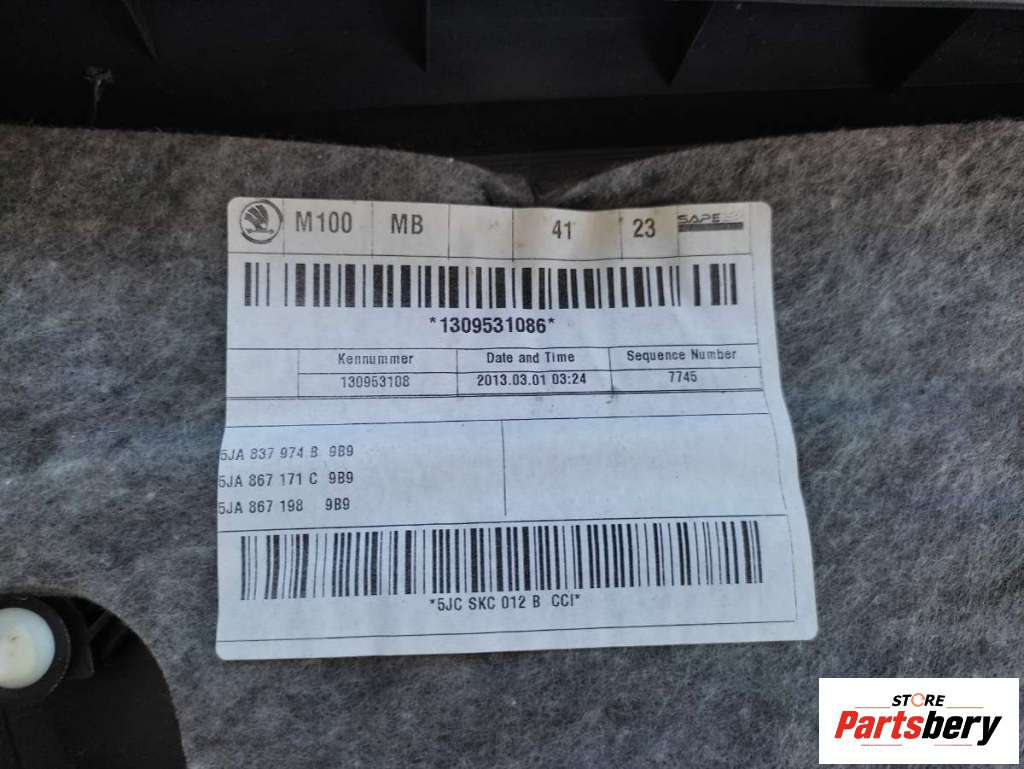 M100 MB 41 23 SAPE
*1309531086*
Kennummer Date and Time Sequence Number
130953108 2013.03.01 03:24 7745
5JA 837 974 B 9B9
5JA 867 171 C 9B9
5JA 867 198 9B9
*5JC SKC 012 B CCI*
STORE
Partsbery